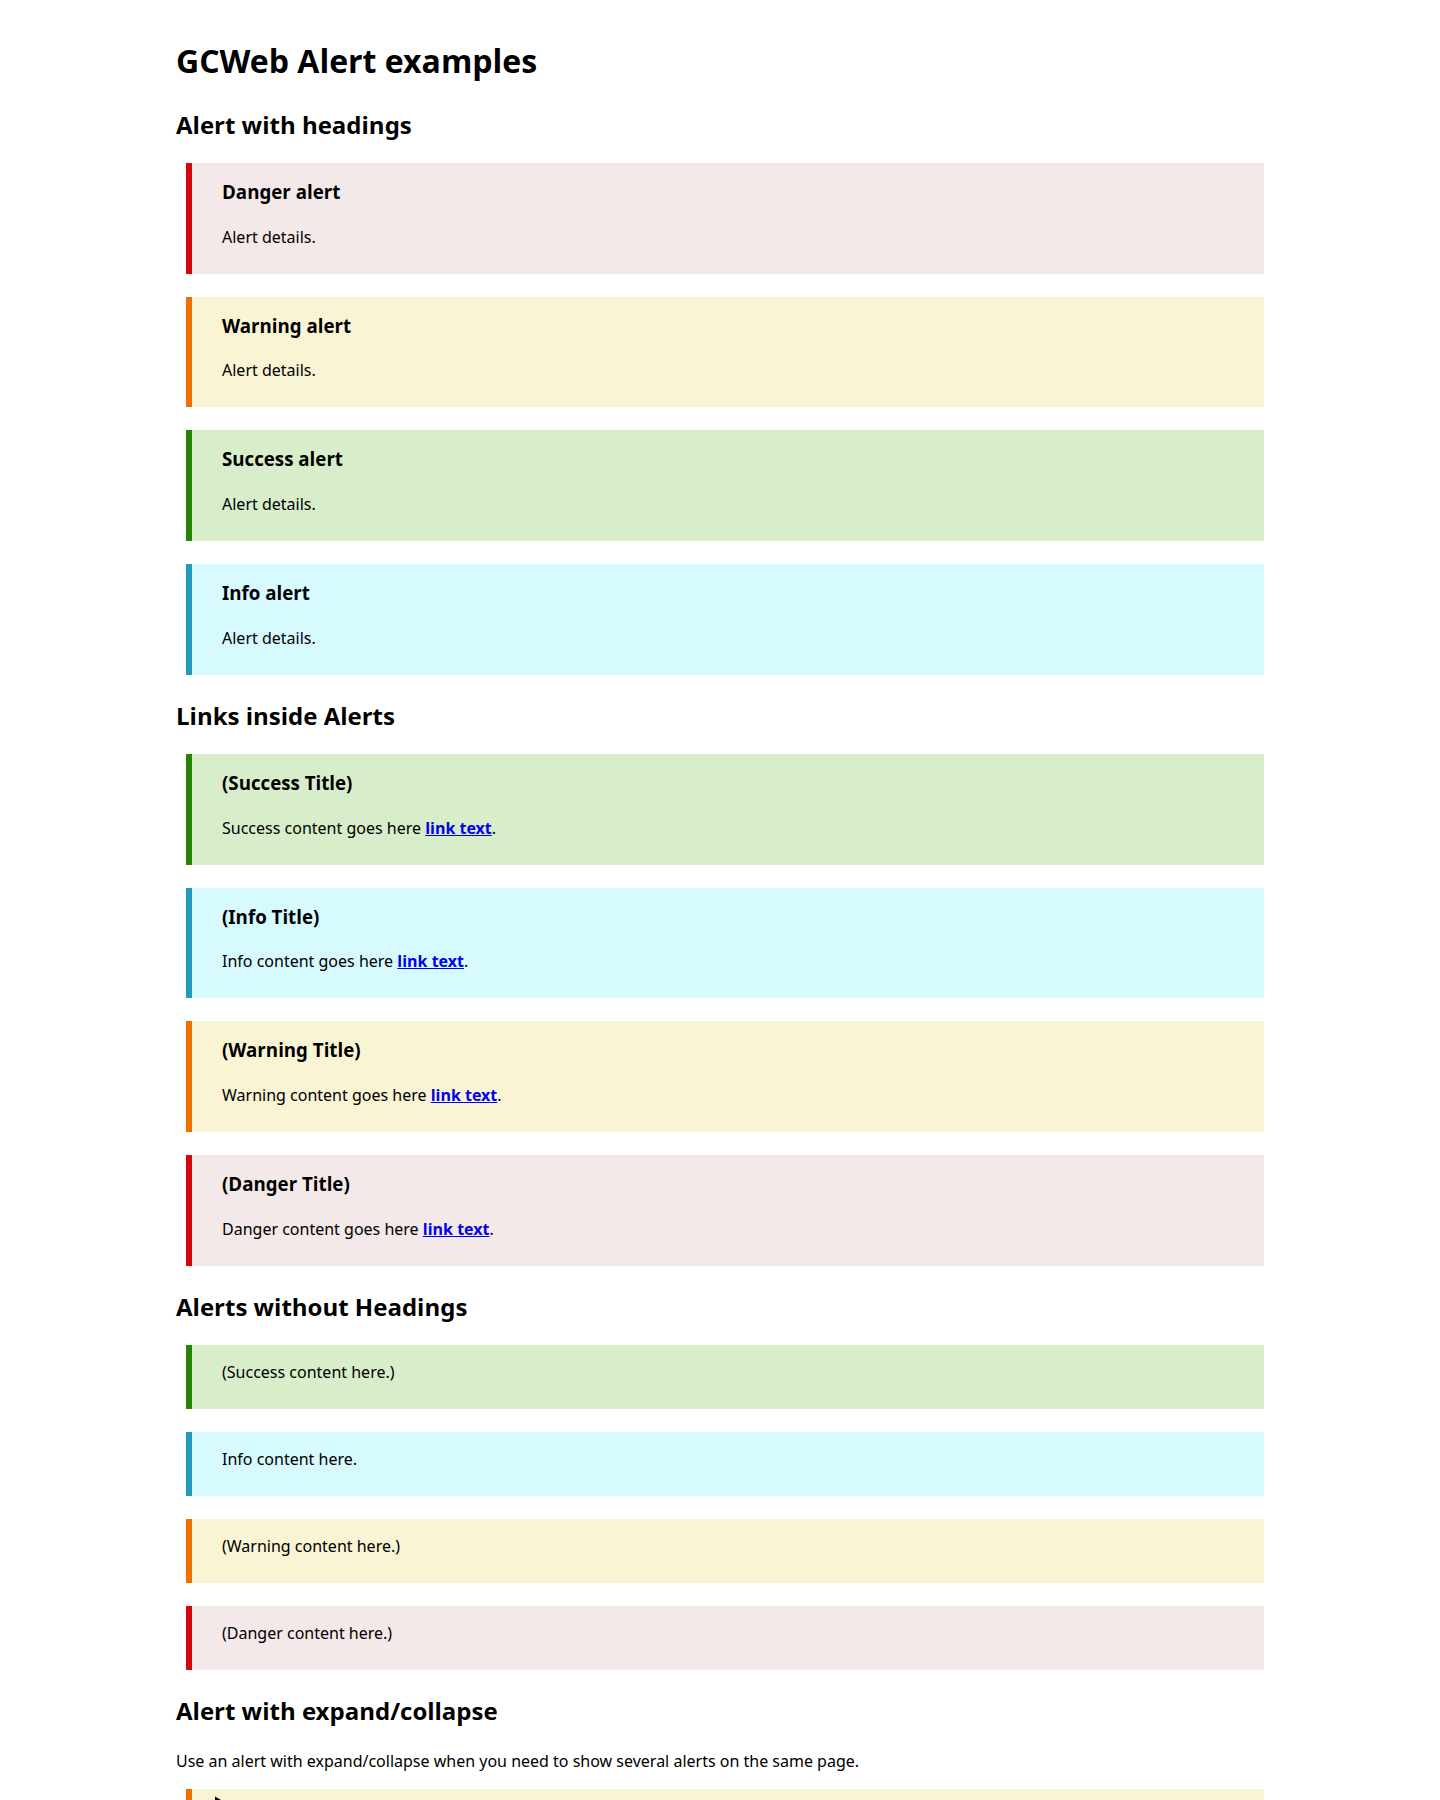 GCWeb Alert examples
Alert with headings
Danger alert
Alert details.
Warning alert
Alert details.
Success alert
Alert details.
Info alert
Alert details.
Links inside Alerts
(Success Title)
Success content goes here link text.
(Info Title)
Info content goes here link text.
(Warning Title)
Warning content goes here link text.
(Danger Title)
Danger content goes here link text.
Alerts without Headings
(Success content here.)
Info content here.
(Warning content here.)
(Danger content here.)
Alert with expand/collapse
Use an alert with expand/collapse when you need to show several alerts on the same page.